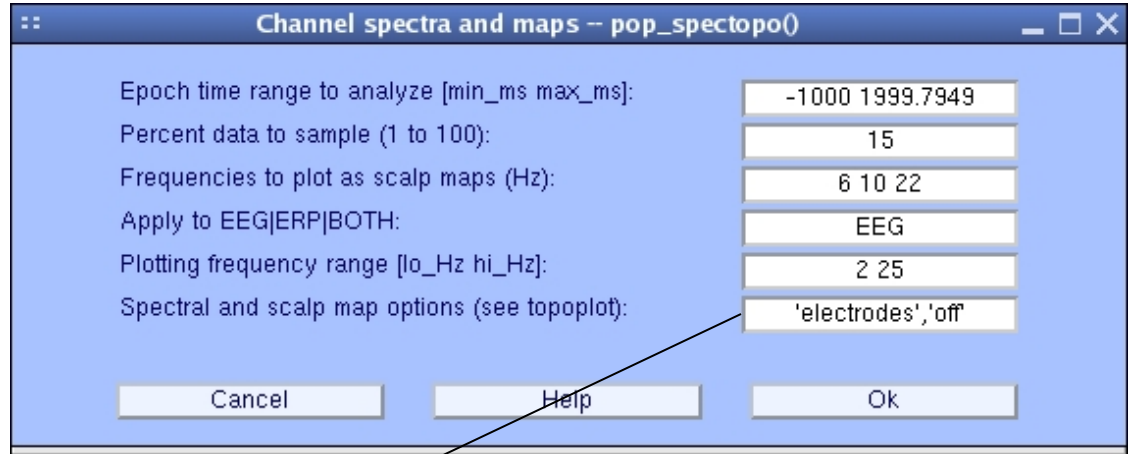 Channel spectra and maps -- pop_spectopo()
Epoch time range to analyze [min_ms max_ms]: -1000 1999.7949
Percent data to sample (1 to 100): 15
Frequencies to plot as scalp maps (Hz): 6 10 22
Apply to EEG|ERP|BOTH: EEG
Plotting frequency range [lo_Hz hi_Hz]: 2 25
Spectral and scalp map options (see topoplot): 'electrodes','off'
Cancel Help Ok